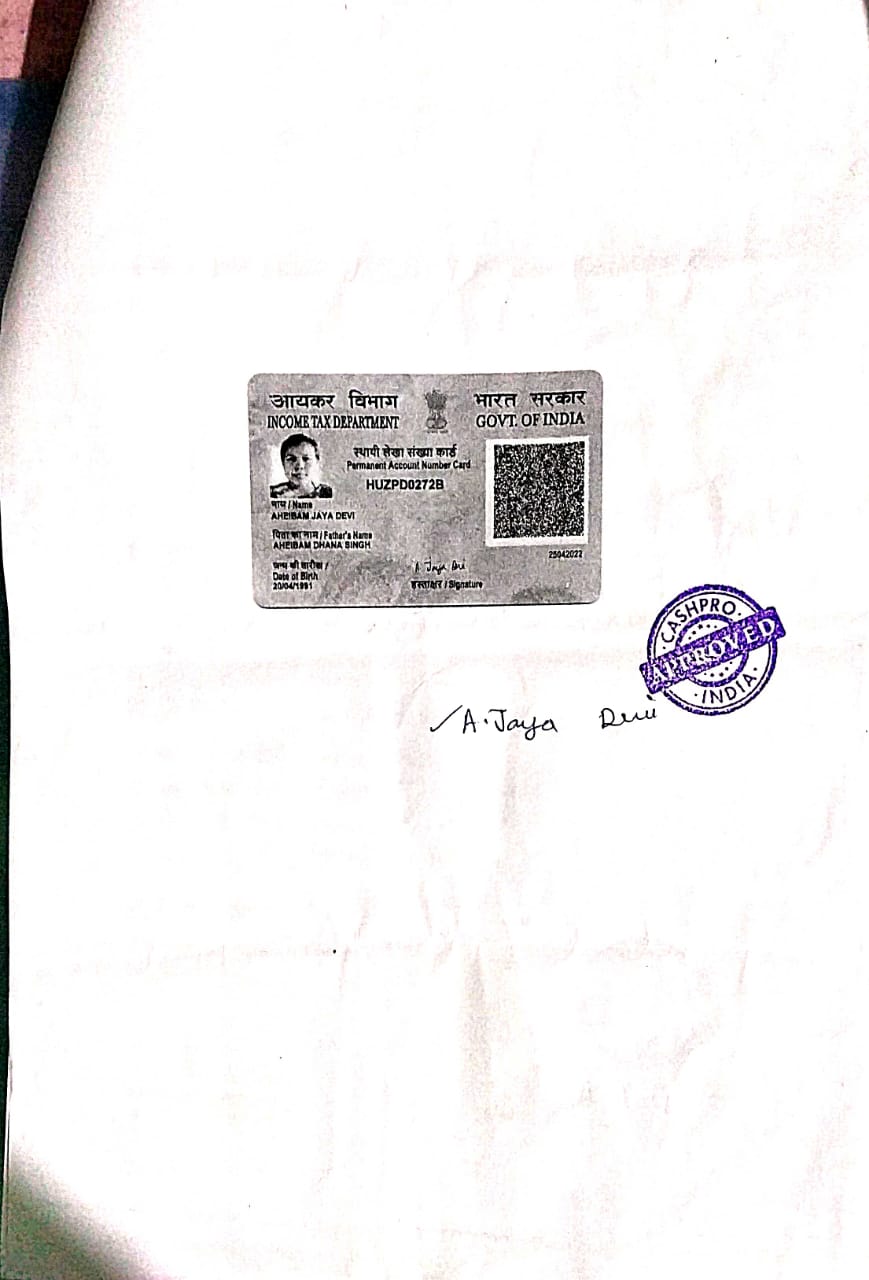 आयकर विभाग
INCOME TAX DEPARTMENT
भारत सरकार
GOVT. OF INDIA
स्थायी लेखा संख्या कार्ड
Permanent Account Number Card
HUZPD0272B
नाम / Name
AHEIBAM JAYA DEVI
पिता का नाम / Father's Name
AHEIBAM DHANA SINGH
जन्म की तारीख /
Date of Birth
20/04/1991
25042022
A Jaya Devi
हस्ताक्षर / Signature
CASHPRO
APPROVED
INDIA
A. Jaya Devi